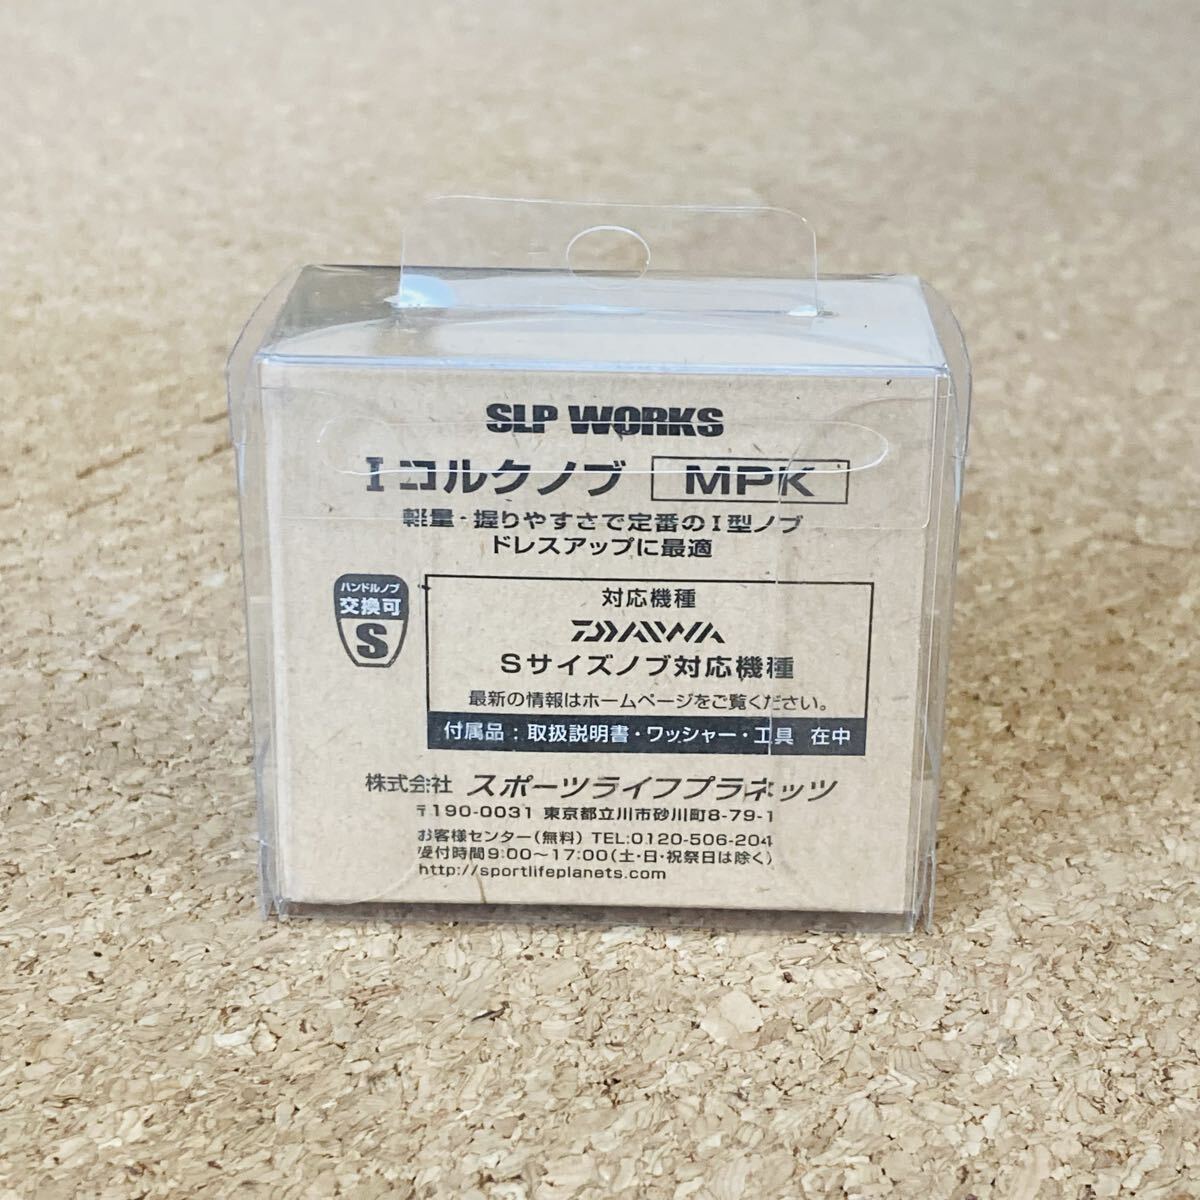 SLP WORKS
I コルクノブ MPK
軽量・握りやすさで定番のI型ノブ
ドレスアップに最適
ハンドルノブ
交換可
S
対応機種
DAIWA
Sサイズノブ対応機種
最新の情報はホームページをご覧ください。
付属品：取扱説明書・ワッシャー・工具 在中
株式会社 スポーツライフプラネッツ
〒190-0031 東京都立川市砂川町8-79-1
お客様センター(無料) TEL:0120-506-204
受付時間9:00～17:00(土・日・祝祭日は除く)
http://sportlifeplanets.com